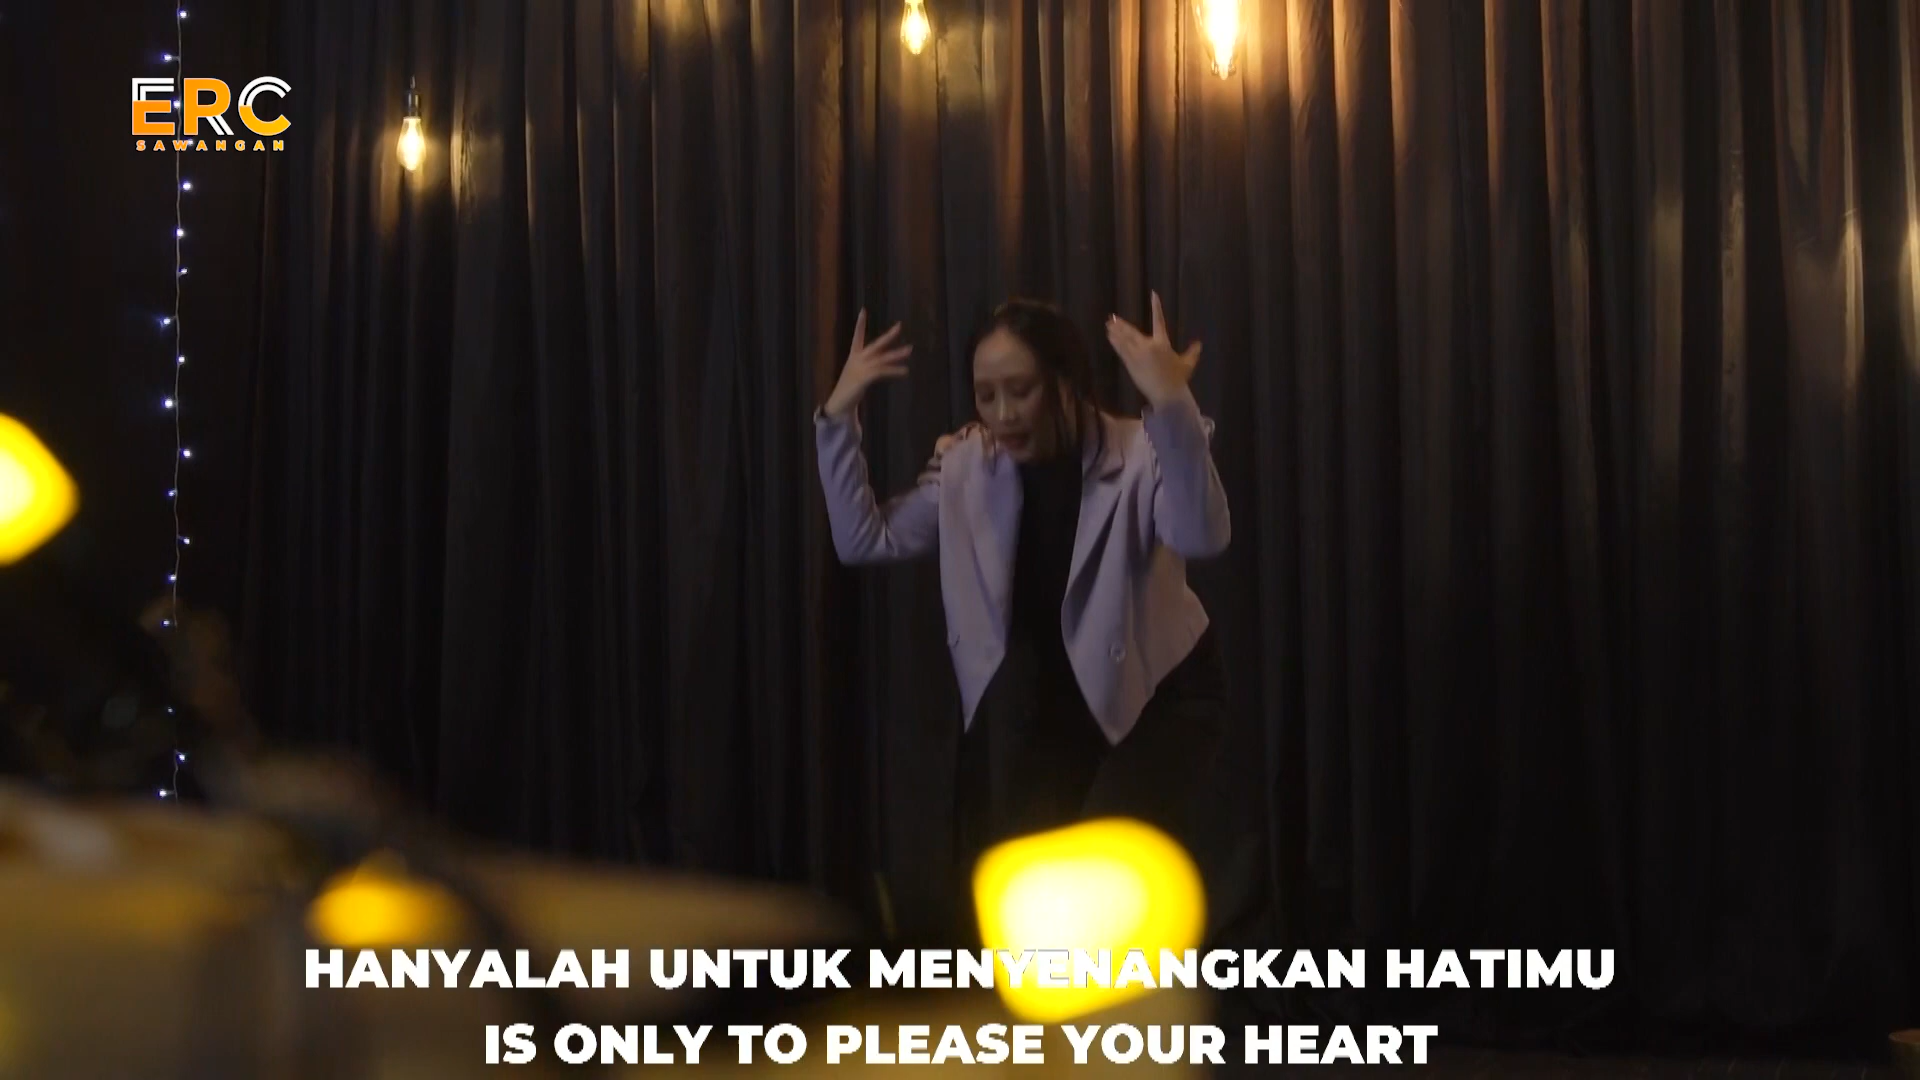 ERC
SAWANGAN
HANYALAH UNTUK MENYENANGKAN HATIMU
IS ONLY TO PLEASE YOUR HEART